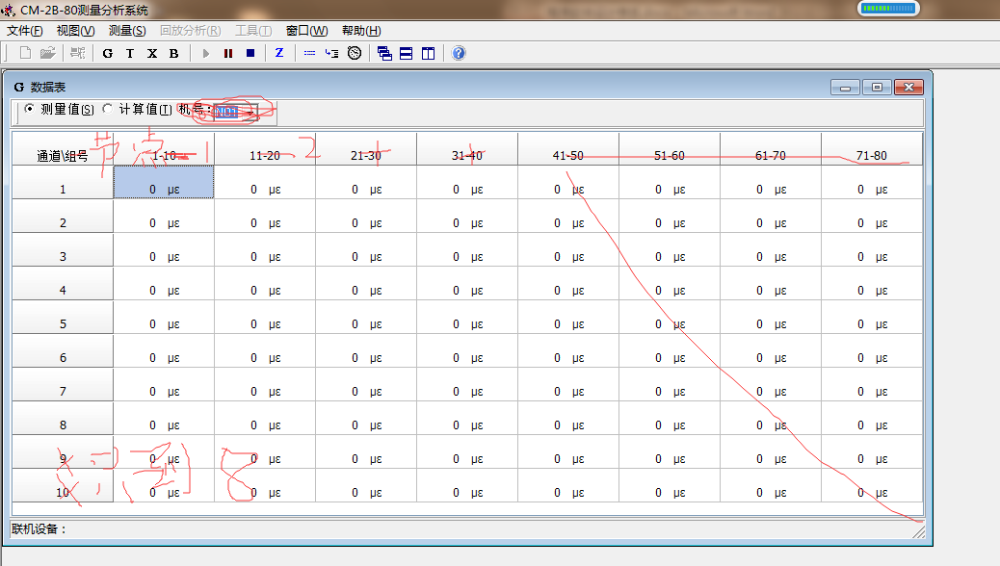 CM-2B-80测量分析系统
文件(F) 视图(V) 测量(S) 回放分析(R) 工具(T) 窗口(W) 帮助(H)
G T X B Z
G 数据表
测量值(S) 计算值(T) 机号: NO1
通道\组号 1-10 11-20 21-30 31-40 41-50 51-60 61-70 71-80
节点-1 -2 + +
1 0 με 0 με 0 με 0 με 0 με 0 με 0 με 0 με
2 0 με 0 με 0 με 0 με 0 με 0 με 0 με 0 με
3 0 με 0 με 0 με 0 με 0 με 0 με 0 με 0 με
4 0 με 0 με 0 με 0 με 0 με 0 με 0 με 0 με
5 0 με 0 με 0 με 0 με 0 με 0 με 0 με 0 με
6 0 με 0 με 0 με 0 με 0 με 0 με 0 με 0 με
7 0 με 0 με 0 με 0 με 0 με 0 με 0 με 0 με
8 0 με 0 με 0 με 0 με 0 με 0 με 0 με 0 με
9 0 με 0 με 0 με 0 με 0 με 0 με 0 με 0 με
10 0 με 0 με 0 με 0 με 0 με 0 με 0 με 0 με
到 8
联机设备: